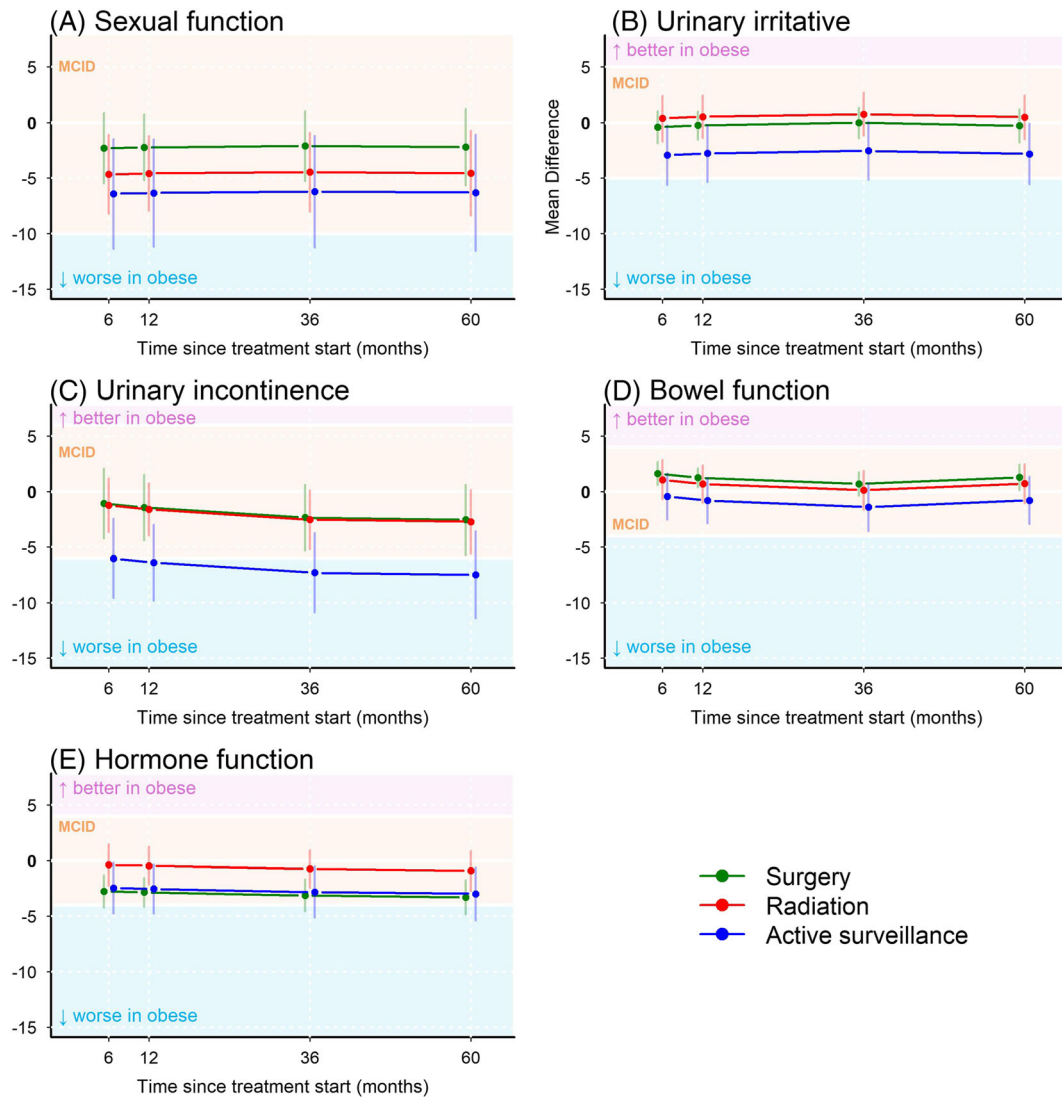 (A) Sexual function
5
0
-5
-10
-15
MCID
↓ worse in obese
6 12 36 60
Time since treatment start (months)
(B) Urinary irritative
Mean Difference
5
0
-5
-10
-15
↑ better in obese
MCID
↓ worse in obese
6 12 36 60
Time since treatment start (months)
(C) Urinary incontinence
5
0
-5
-10
-15
↑ better in obese
MCID
↓ worse in obese
6 12 36 60
Time since treatment start (months)
(D) Bowel function
5
0
-5
-10
-15
↑ better in obese
MCID
↓ worse in obese
6 12 36 60
Time since treatment start (months)
(E) Hormone function
5
0
-5
-10
-15
↑ better in obese
MCID
↓ worse in obese
6 12 36 60
Time since treatment start (months)
Surgery
Radiation
Active surveillance